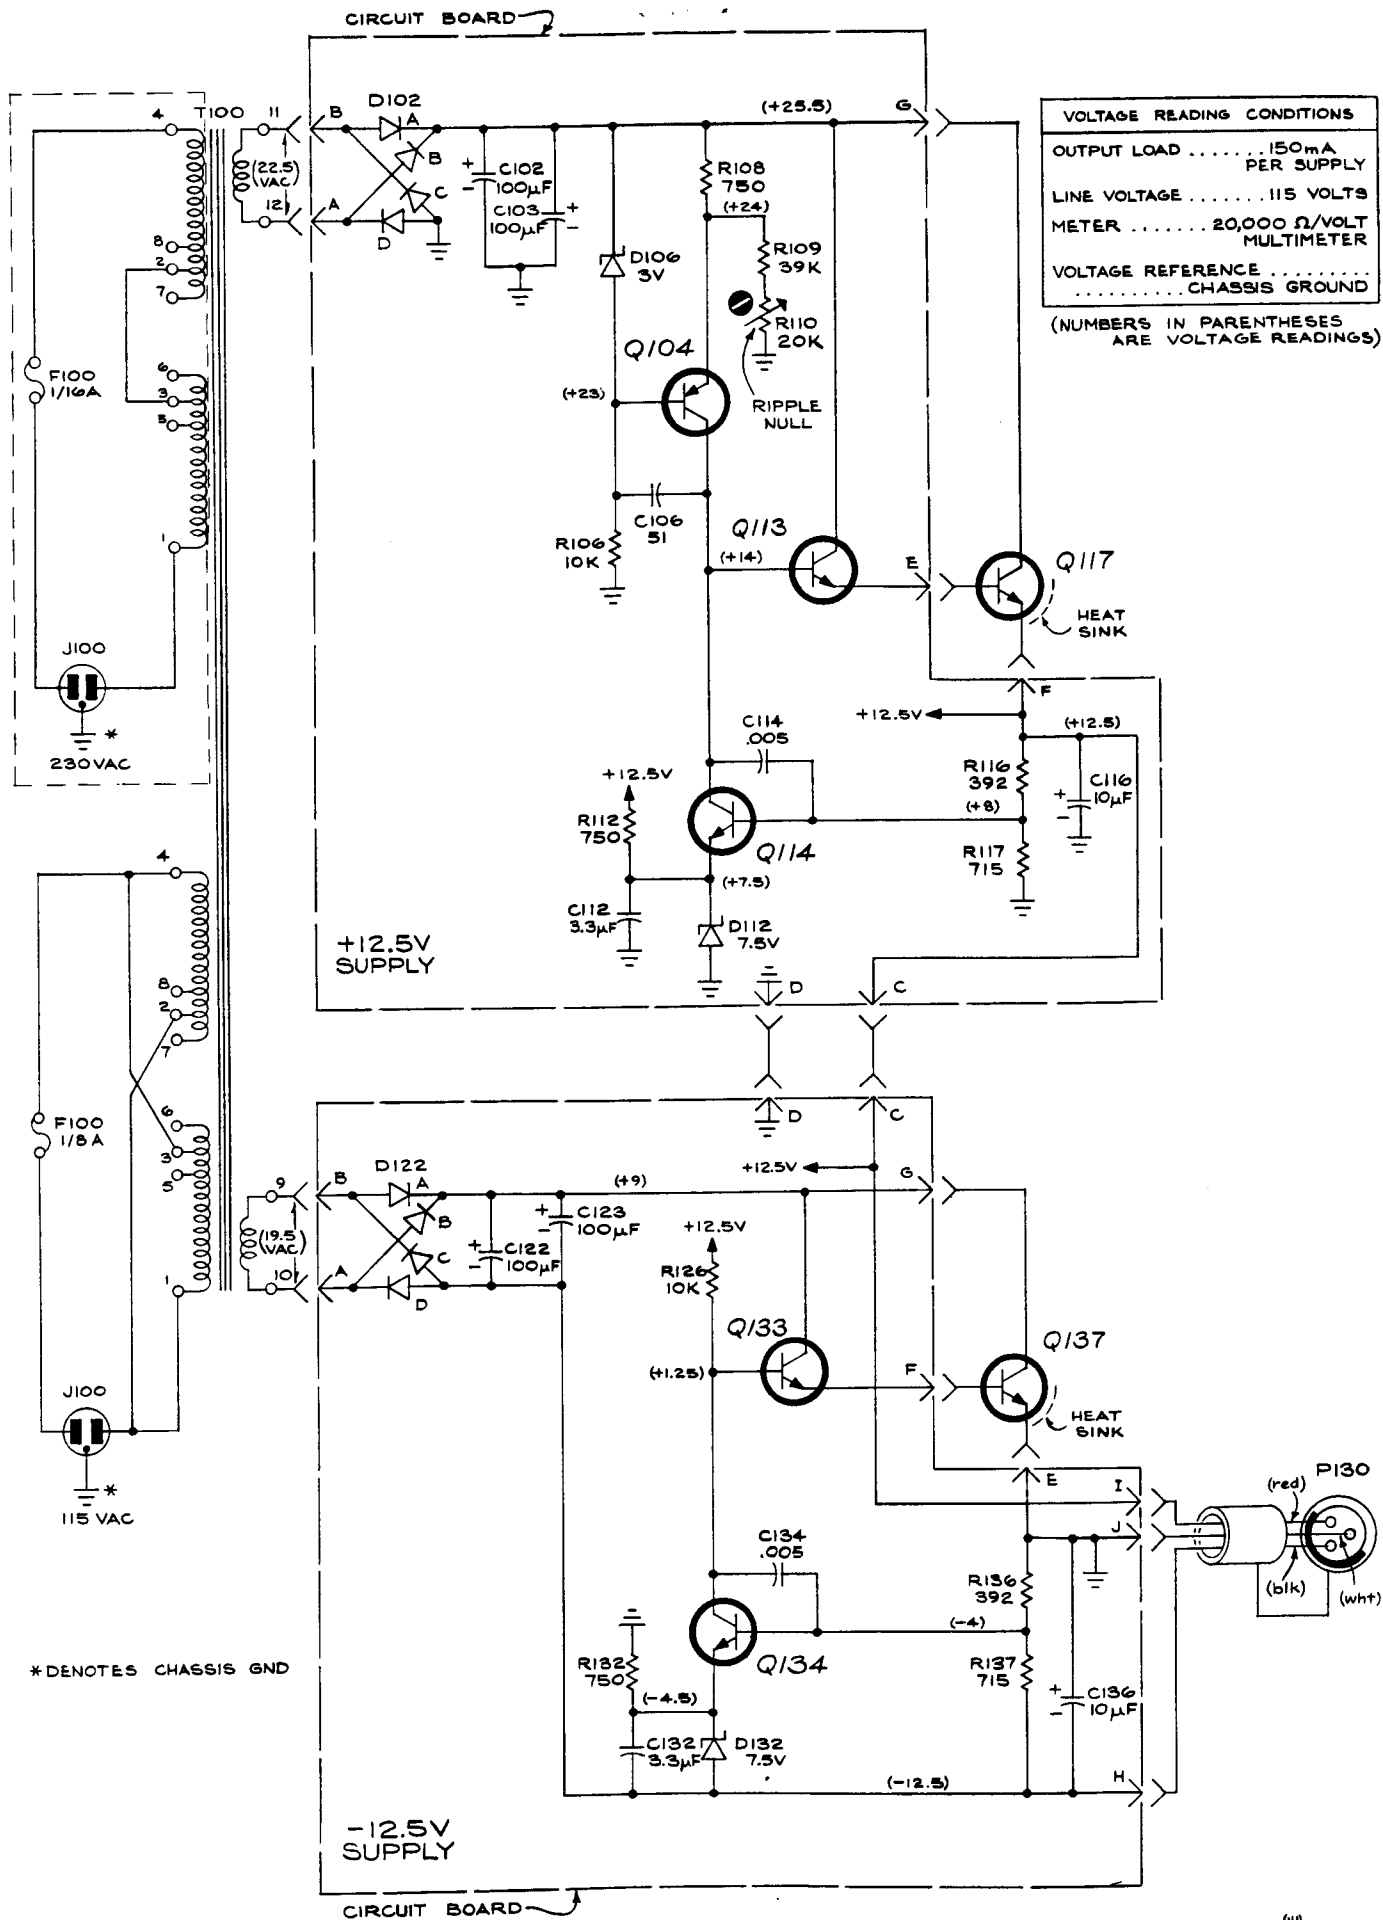 CIRCUIT BOARD
4
T100
11
B
D102
A
(+25.5)
G
VOLTAGE READING CONDITIONS
OUTPUT LOAD ....... 150mA
PER SUPPLY
LINE VOLTAGE ....... 115 VOLTS
METER ....... 20,000 Ω/VOLT
MULTIMETER
VOLTAGE REFERENCE .........
.......... CHASSIS GROUND
(NUMBERS IN PARENTHESES
ARE VOLTAGE READINGS)
(22.5)
VAC
12
A
B
C
D
C102
100µF
C103
100µF
+
-
+
-
R108
750
(+24)
8
2
7
D106
3V
R109
39K
R110
20K
RIPPLE
NULL
Q104
(+23)
F100
1/16A
6
3
5
C106
51
R106
10K
Q113
(+14)
E
Q117
HEAT
SINK
1
J100
*
230VAC
F
+12.5V
(+12.5)
C114
.005
R116
392
C116
10µF
+
-
+12.5V
R112
750
(+8)
Q114
R117
715
(+7.5)
C112
3.3µF
D112
7.5V
+12.5V
SUPPLY
D
C
4
8
2
7
F100
1/8A
6
3
5
1
D
C
+12.5V
9
B
D122
A
(+9)
G
(19.5)
VAC
10
A
B
C
D
+
-
C122
100µF
+
-
C123
100µF
+12.5V
R126
10K
Q133
(+1.25)
F
Q137
HEAT
SINK
J100
*
115 VAC
E
I
(red)
P130
J
(blk)
(wht)
C134
.005
R136
392
(-4)
Q134
R132
750
R137
715
(-4.5)
C132
3.3µF
D132
7.5V
+
-
C136
10µF
(-12.5)
H
*DENOTES CHASSIS GND
-12.5V
SUPPLY
CIRCUIT BOARD